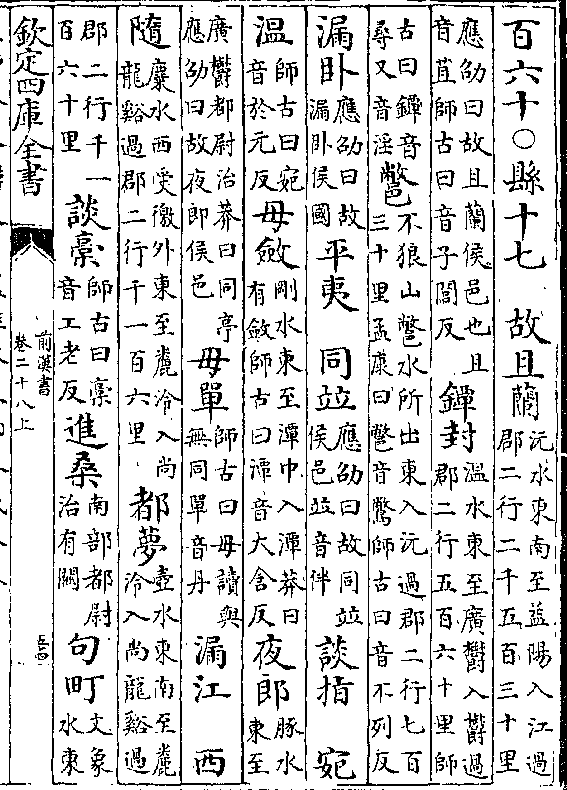 百六十○縣十七　故且蘭沅水東南至益陽入江過郡二行二千五百三十里
應劭曰故且蘭侯邑也且音苴師古曰音子閭反鐔封溫水東至廣鬱入鬱過郡二行五百六十里師
古曰鐔音尋又音淫鄨不狼山鄨水所出東入沅過郡二行七百三十里孟康曰鄨音鷩師古曰音不列反
漏卧應劭曰故漏卧侯國平夷　同竝應劭曰故同竝侯邑竝音伴談指　宛
溫師古曰宛音於元反毋斂剛水東至潭中入潭莽曰有斂師古曰潭音大含反夜郎豚水東至
廣鬱都尉治莽曰同亭應劭曰故夜郎侯邑毋單師古曰毋讀與無同單音丹漏江　西
隨麋水西受徼外東至麊泠入尚龍谿過郡二行千一百六里都夢壺水東南至麊泠入尚龍谿過
郡二行千一百六十里談稾師古曰稾音工老反進桑南部都尉治有關句町文象水東
欽定四庫全書
前漢書
卷二十八上